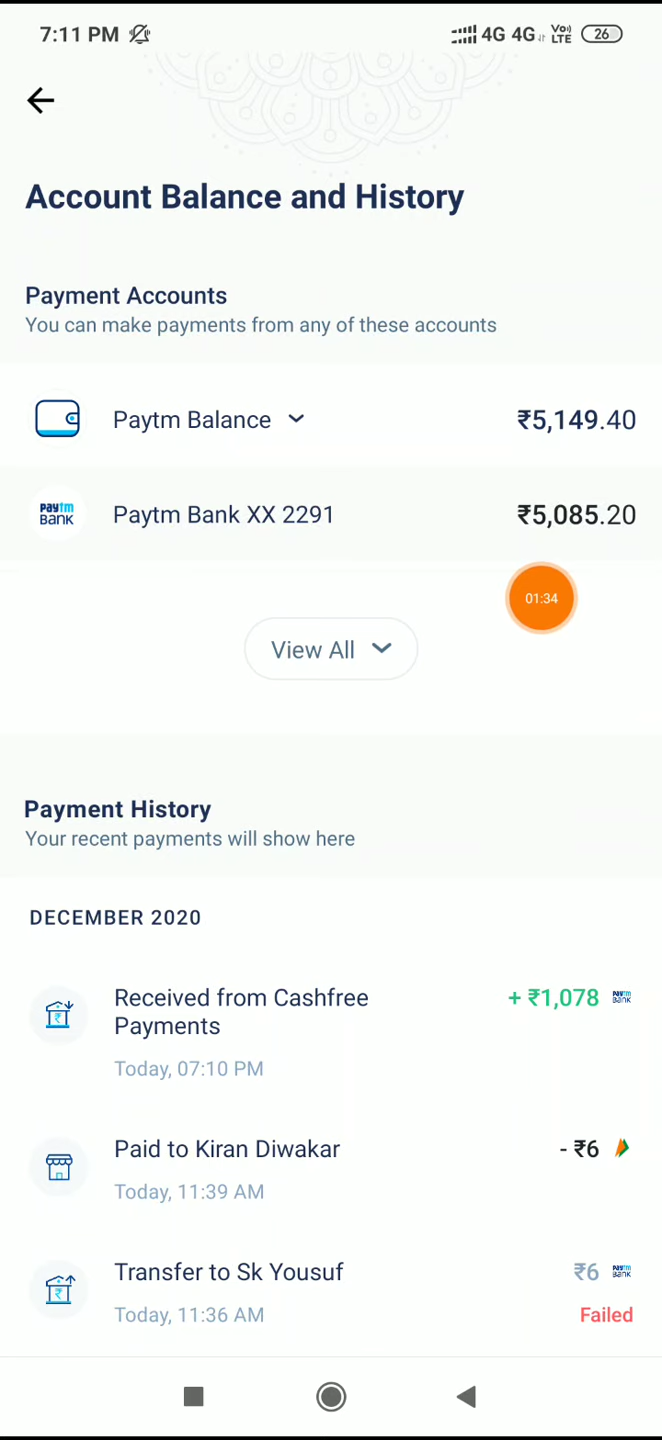 7:11 PM 4G 4G Vo)) LTE 26
Account Balance and History
Payment Accounts
You can make payments from any of these accounts
Paytm Balance ₹5,149.40
paytm BANK Paytm Bank XX 2291 ₹5,085.20
01:34
View All
Payment History
Your recent payments will show here
DECEMBER 2020
Received from Cashfree + ₹1,078 paytm BANK
Payments
Today, 07:10 PM
Paid to Kiran Diwakar - ₹6
Today, 11:39 AM
Transfer to Sk Yousuf ₹6 paytm BANK
Today, 11:36 AM Failed